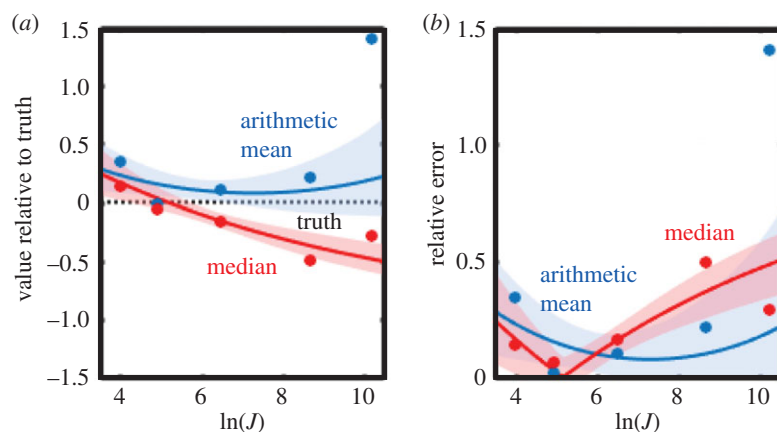 (a)
1.5
1.0
0.5
0
–0.5
–1.0
–1.5
value relative to truth
arithmetic
mean
truth
median
4
6
8
10
ln(J)
(b)
1.5
1.0
0.5
0
relative error
median
arithmetic
mean
4
6
8
10
ln(J)